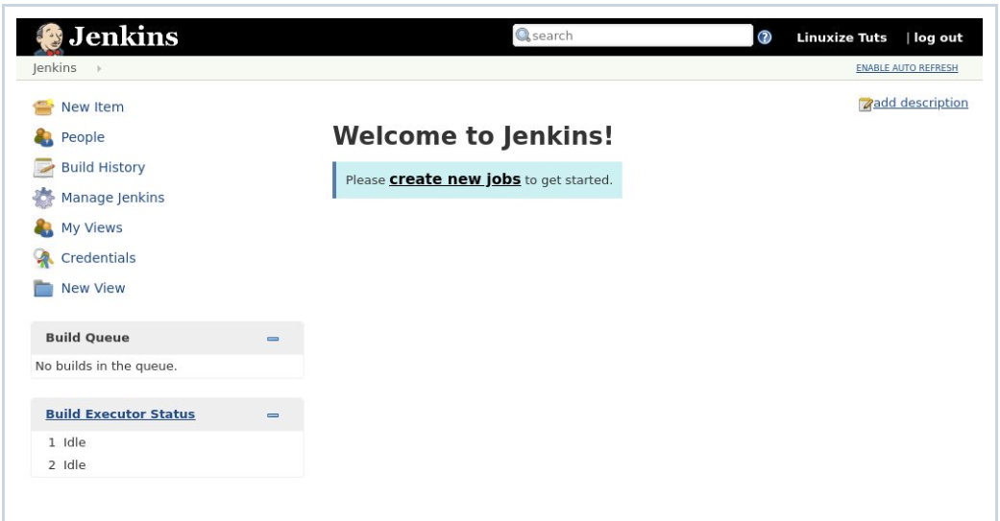 Jenkins
search
Linuxize Tuts | log out
Jenkins
ENABLE AUTO REFRESH
New Item
People
Build History
Manage Jenkins
My Views
Credentials
New View
add description
Welcome to Jenkins!
Please create new jobs to get started.
Build Queue
No builds in the queue.
Build Executor Status
1 Idle
2 Idle